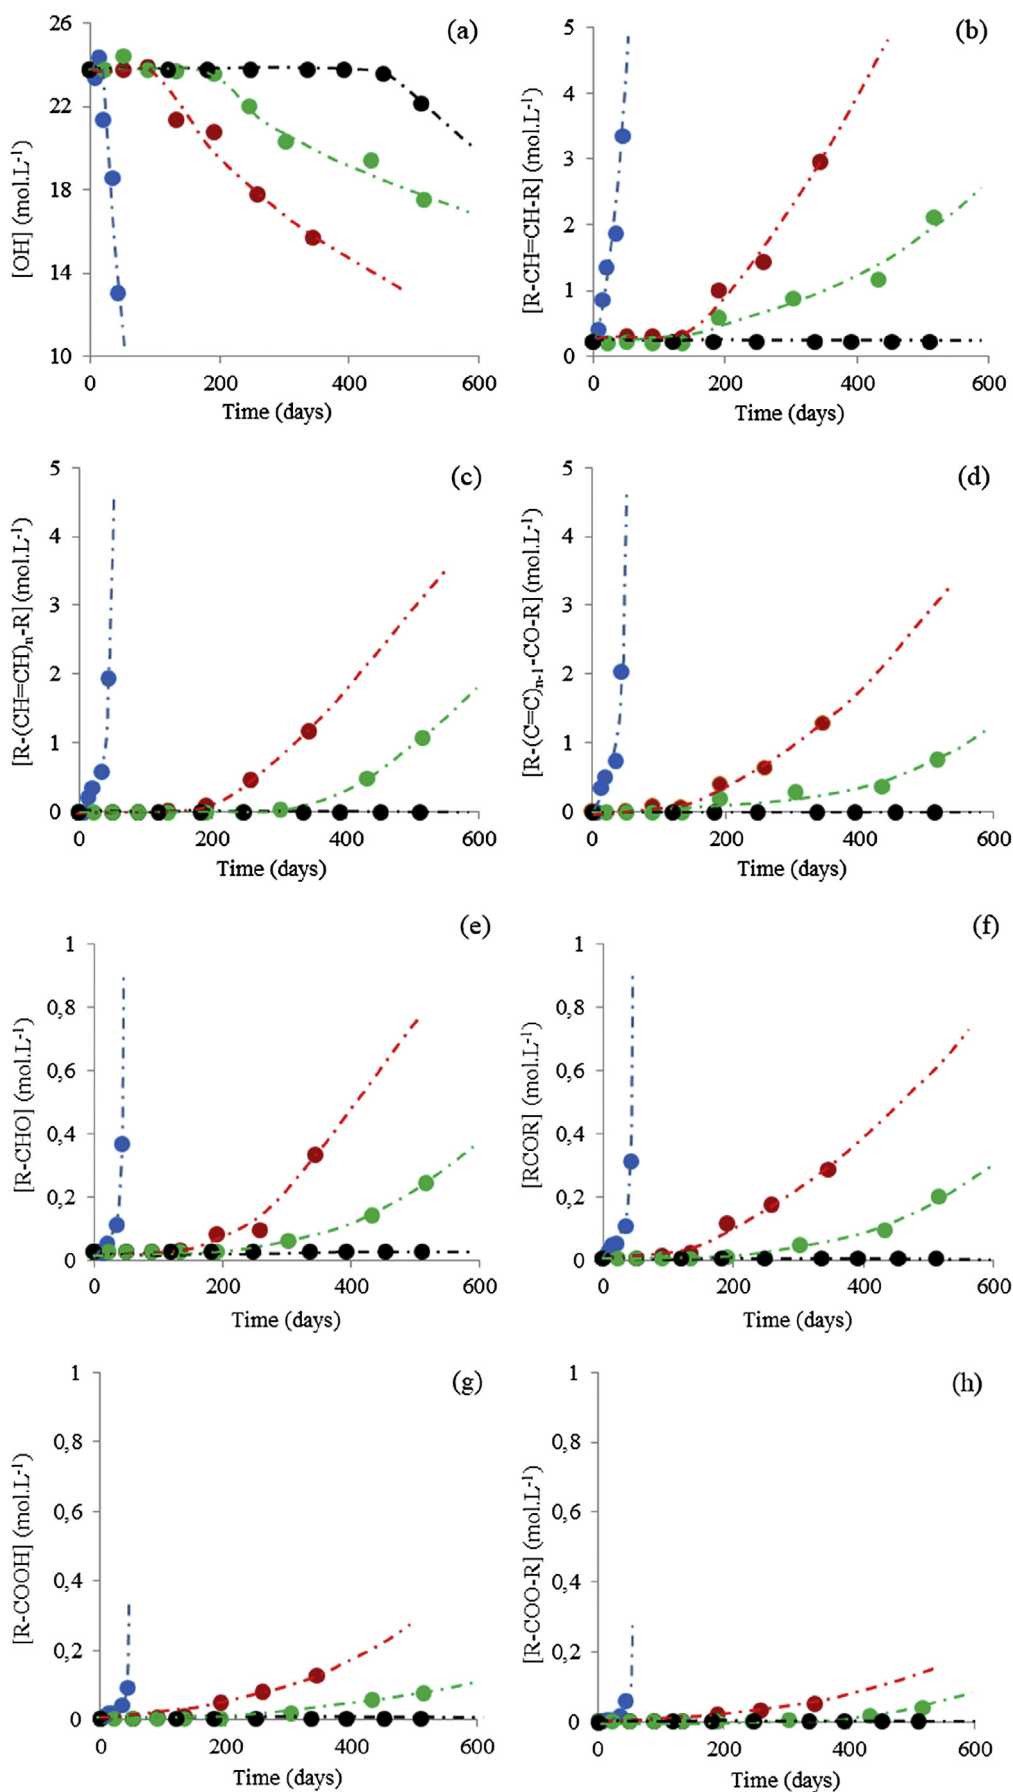 (a)
[OH] (mol.L⁻¹)
26
22
18
14
10
0 200 400 600
Time (days)
(b)
[R-CH=CH-R] (mol.L⁻¹)
5
4
3
2
1
0
0 200 400 600
Time (days)
(c)
[R-(CH=CH)ₙ-R] (mol.L⁻¹)
5
4
3
2
1
0
0 200 400 600
Time (days)
(d)
[R-(C=C)ₙ₋₁-CO-R] (mol.L⁻¹)
5
4
3
2
1
0
0 200 400 600
Time (days)
(e)
[R-CHO] (mol.L⁻¹)
1
0,8
0,6
0,4
0,2
0
0 200 400 600
Time (days)
(f)
[RCOR] (mol.L⁻¹)
1
0,8
0,6
0,4
0,2
0
0 200 400 600
Time (days)
(g)
[R-COOH] (mol.L⁻¹)
1
0,8
0,6
0,4
0,2
0
0 200 400 600
Time (days)
(h)
[R-COO-R] (mol.L⁻¹)
1
0,8
0,6
0,4
0,2
0
0 200 400 600
Time (days)